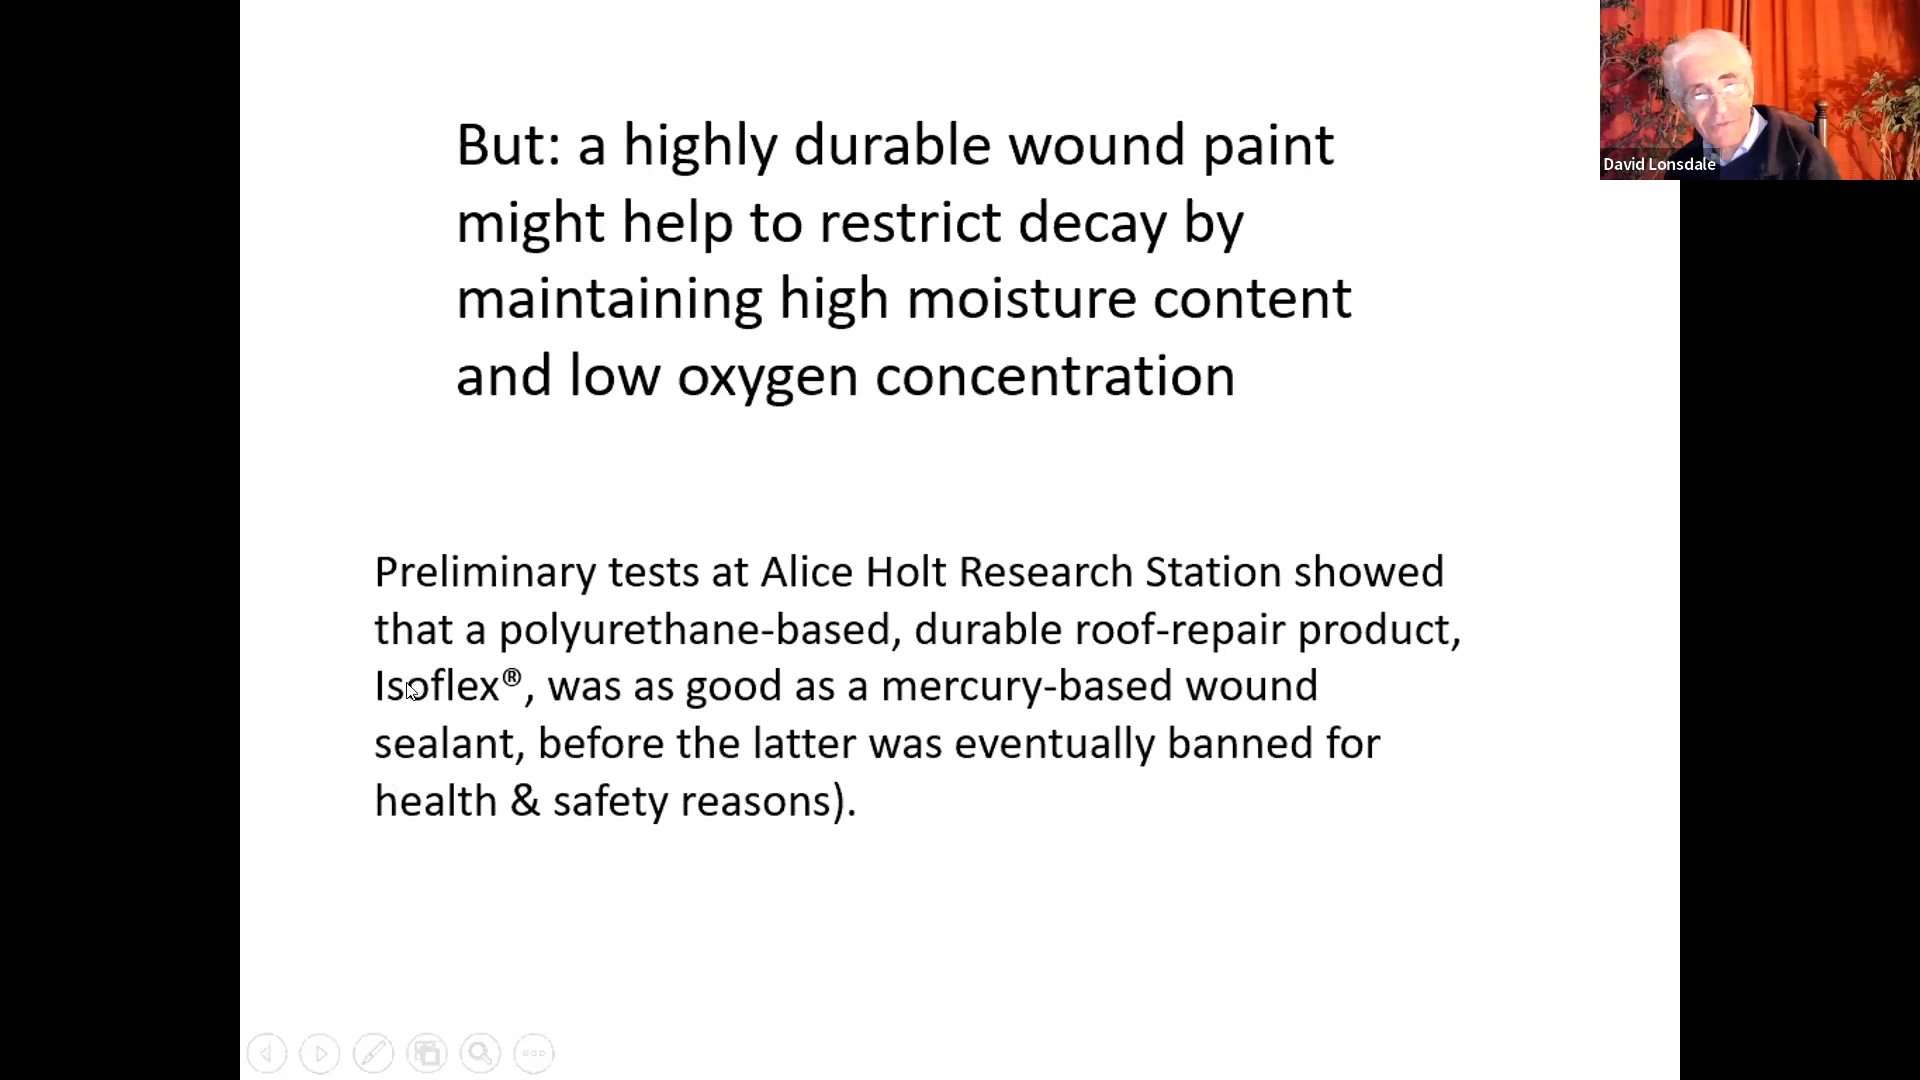 But: a highly durable wound paint
might help to restrict decay by
maintaining high moisture content
and low oxygen concentration
Preliminary tests at Alice Holt Research Station showed
that a polyurethane-based, durable roof-repair product,
Isoflex®, was as good as a mercury-based wound
sealant, before the latter was eventually banned for
health & safety reasons).
David Lonsdale